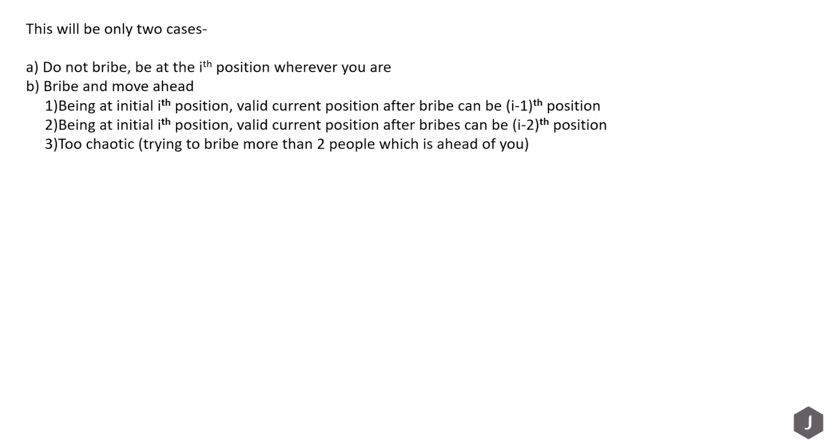 This will be only two cases-
a) Do not bribe, be at the iᵗʰ position wherever you are
b) Bribe and move ahead
1)Being at initial iᵗʰ position, valid current position after bribe can be (i-1)ᵗʰ position
2)Being at initial iᵗʰ position, valid current position after bribes can be (i-2)ᵗʰ position
3)Too chaotic (trying to bribe more than 2 people which is ahead of you)
J